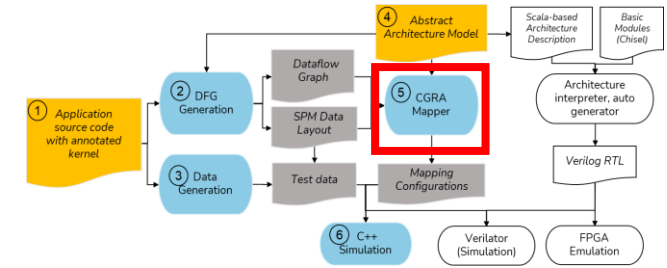 4 Abstract
Architecture Model
Scala-based
Architecture
Description
Basic
Modules
(Chisel)
Dataflow
Graph
1 Application
source code
with annotated
kernel
2 DFG
Generation
5 CGRA
Mapper
Architecture
interpreter, auto
generator
SPM Data
Layout
3 Data
Generation
Test data
Mapping
Configurations
Verilog RTL
6 C++
Simulation
Verilator
(Simulation)
FPGA
Emulation